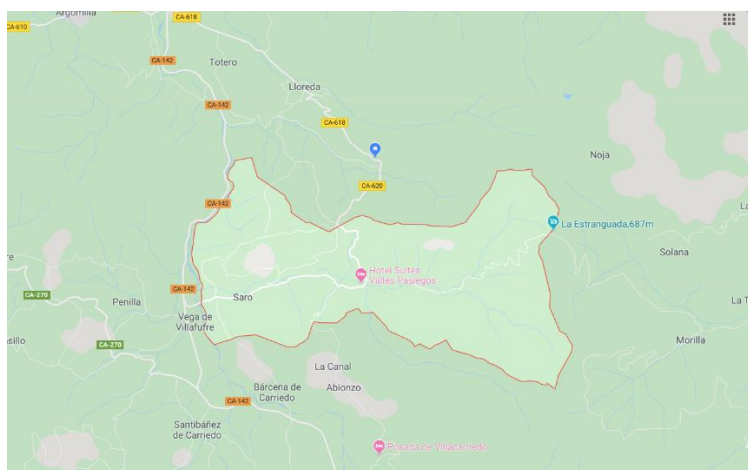 Argomilla
CA-618
CA-610
CA-142
Totero
Lloreda
CA-142
CA-618
Noja
CA-620
CA-142
La Estranguada,687m
Solana
Hotel Suites
Valles Pasiegos
CA-142
CA-270
Penilla
Saro
Vega de
Villafufre
Morilla
CA-270
La Canal
Bárcena de
Carriedo
Abionzo
CA-142
Santibáñez
de Carriedo
Posada de Villacarriedo